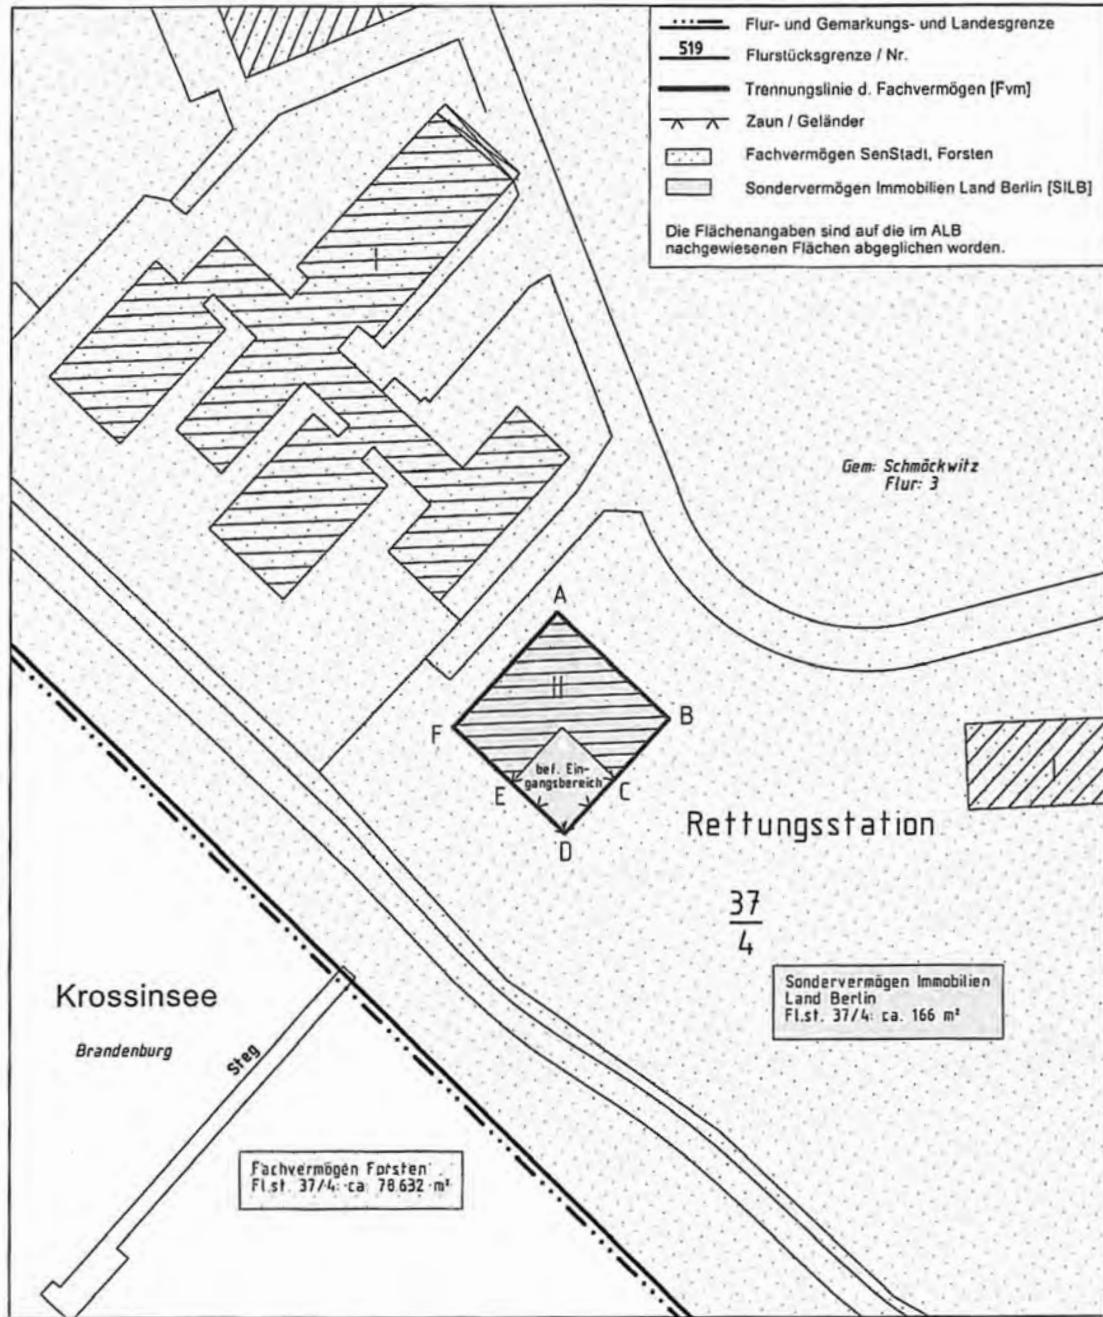 Flur- und Gemarkungs- und Landesgrenze
519
Flurstücksgrenze / Nr.
Trennungslinie d. Fachvermögen [Fvm]
Zaun / Geländer
Fachvermögen SenStadt, Forsten
Sondervermögen Immobilien Land Berlin [SILB]
Die Flächenangaben sind auf die im ALB
nachgewiesenen Flächen abgeglichen worden.
I
Gem: Schmöckwitz
Flur: 3
A
II
B
F
bef. Ein-
gangsbereich
E
C
D
I
Rettungsstation
37
4
Sondervermögen Immobilien
Land Berlin
Fl.st. 37/4: ca. 166 m²
Krossinsee
Brandenburg
Steg
Fachvermögen Forsten
Fl.st. 37/4: ca. 78.632 m²